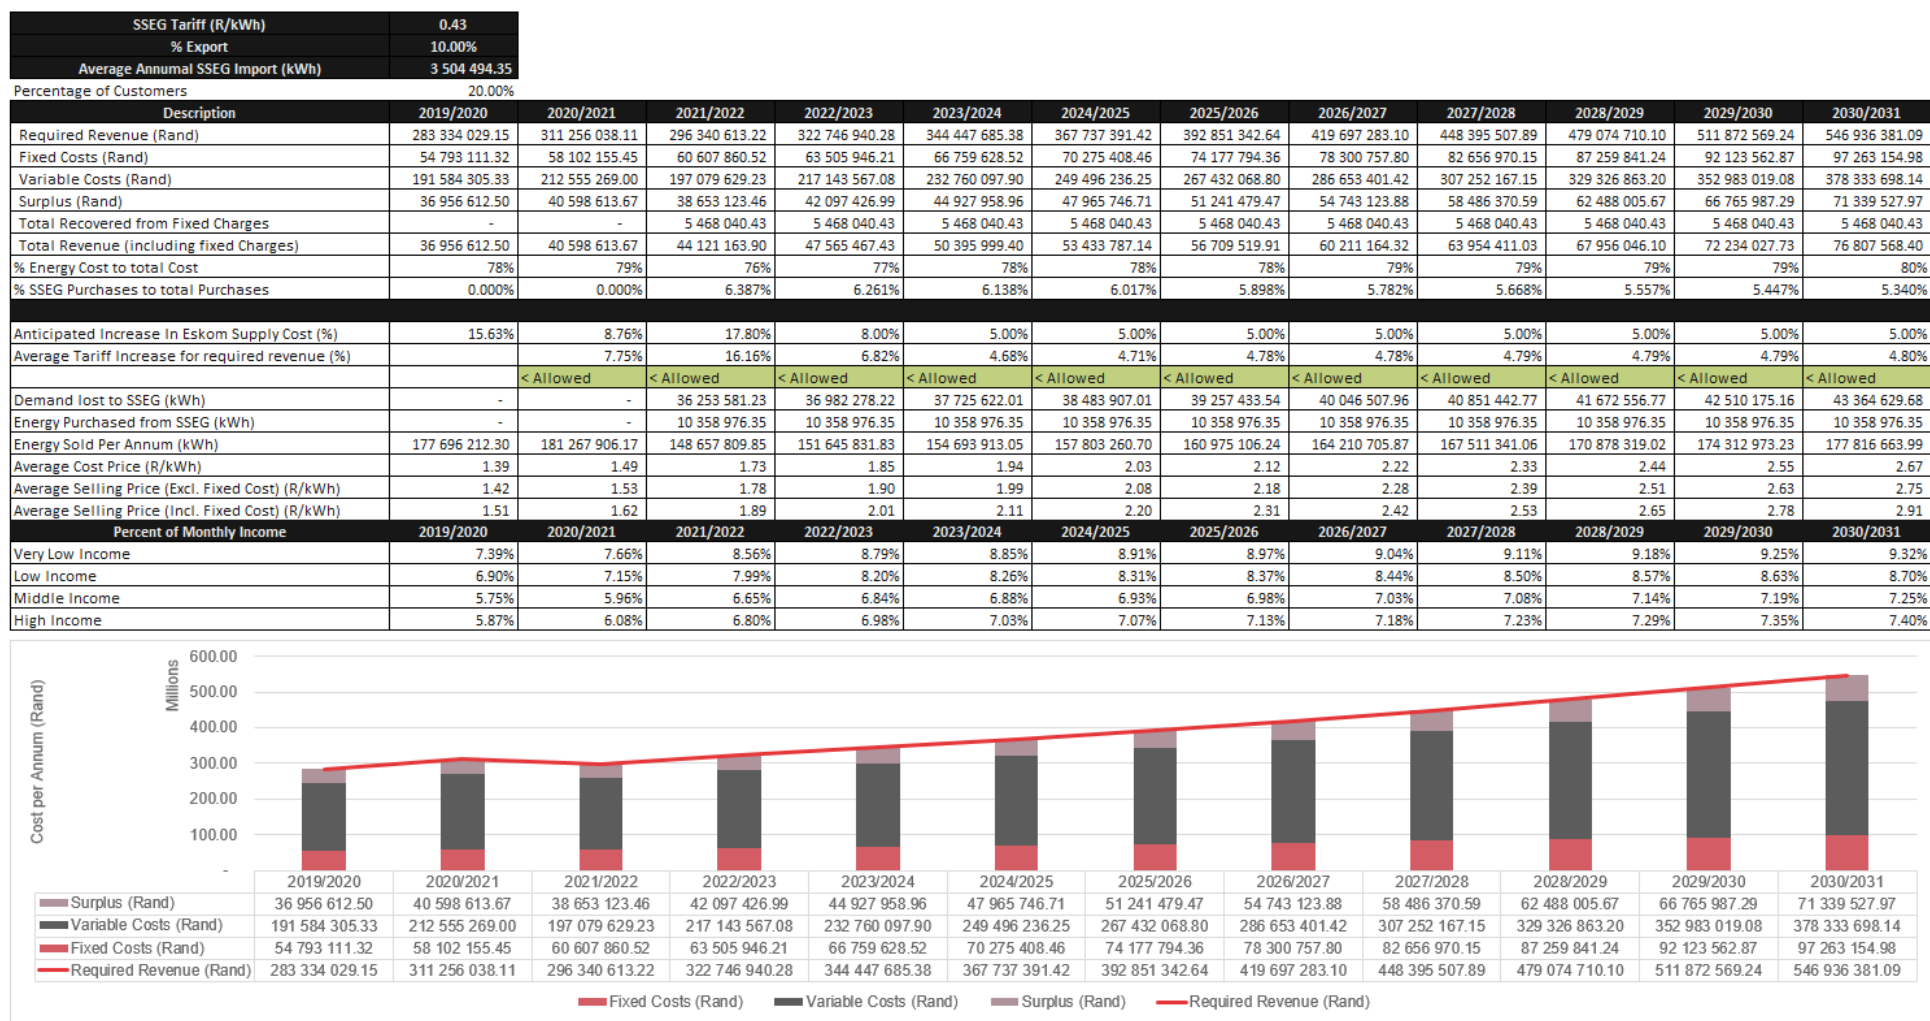 SSEG Tariff (R/kWh) 0.43
% Export 10.00%
Average Annumal SSEG Import (kWh) 3 504 494.35
Percentage of Customers 20.00%
Description 2019/2020 2020/2021 2021/2022 2022/2023 2023/2024 2024/2025 2025/2026 2026/2027 2027/2028 2028/2029 2029/2030 2030/2031
Required Revenue (Rand) 283 334 029.15 311 256 038.11 296 340 613.22 322 746 940.28 344 447 685.38 367 737 391.42 392 851 342.64 419 697 283.10 448 395 507.89 479 074 710.10 511 872 569.24 546 936 381.09
Fixed Costs (Rand) 54 793 111.32 58 102 155.45 60 607 860.52 63 505 946.21 66 759 628.52 70 275 408.46 74 177 794.36 78 300 757.80 82 656 970.15 87 259 841.24 92 123 562.87 97 263 154.98
Variable Costs (Rand) 191 584 305.33 212 555 269.00 197 079 629.23 217 143 567.08 232 760 097.90 249 496 236.25 267 432 068.80 286 653 401.42 307 252 167.15 329 326 863.20 352 983 019.08 378 333 698.14
Surplus (Rand) 36 956 612.50 40 598 613.67 38 653 123.46 42 097 426.99 44 927 958.96 47 965 746.71 51 241 479.47 54 743 123.88 58 486 370.59 62 488 005.67 66 765 987.29 71 339 527.97
Total Recovered from Fixed Charges - - 5 468 040.43 5 468 040.43 5 468 040.43 5 468 040.43 5 468 040.43 5 468 040.43 5 468 040.43 5 468 040.43 5 468 040.43 5 468 040.43
Total Revenue (including fixed Charges) 36 956 612.50 40 598 613.67 44 121 163.90 47 565 467.43 50 395 999.40 53 433 787.14 56 709 519.91 60 211 164.32 63 954 411.03 67 956 046.10 72 234 027.73 76 807 568.40
% Energy Cost to total Cost 78% 79% 76% 77% 78% 78% 78% 79% 79% 79% 79% 80%
% SSEG Purchases to total Purchases 0.000% 0.000% 6.387% 6.261% 6.138% 6.017% 5.898% 5.782% 5.668% 5.557% 5.447% 5.340%
Anticipated Increase In Eskom Supply Cost (%) 15.63% 8.76% 17.80% 8.00% 5.00% 5.00% 5.00% 5.00% 5.00% 5.00% 5.00% 5.00%
Average Tariff Increase for required revenue (%) 7.75% 16.16% 6.82% 4.68% 4.71% 4.78% 4.78% 4.79% 4.79% 4.79% 4.80%
< Allowed < Allowed < Allowed < Allowed < Allowed < Allowed < Allowed < Allowed < Allowed < Allowed < Allowed
Demand lost to SSEG (kWh) - - 36 253 581.23 36 982 278.22 37 725 622.01 38 483 907.01 39 257 433.54 40 046 507.96 40 851 442.77 41 672 556.77 42 510 175.16 43 364 629.68
Energy Purchased from SSEG (kWh) - - 10 358 976.35 10 358 976.35 10 358 976.35 10 358 976.35 10 358 976.35 10 358 976.35 10 358 976.35 10 358 976.35 10 358 976.35 10 358 976.35
Energy Sold Per Annum (kWh) 177 696 212.30 181 267 906.17 148 657 809.85 151 645 831.83 154 693 913.05 157 803 260.70 160 975 106.24 164 210 705.87 167 511 341.06 170 878 319.02 174 312 973.23 177 816 663.99
Average Cost Price (R/kWh) 1.39 1.49 1.73 1.85 1.94 2.03 2.12 2.22 2.33 2.44 2.55 2.67
Average Selling Price (Excl. Fixed Cost) (R/kWh) 1.42 1.53 1.78 1.90 1.99 2.08 2.18 2.28 2.39 2.51 2.63 2.75
Average Selling Price (Incl. Fixed Cost) (R/kWh) 1.51 1.62 1.89 2.01 2.11 2.20 2.31 2.42 2.53 2.65 2.78 2.91
Percent of Monthly Income 2019/2020 2020/2021 2021/2022 2022/2023 2023/2024 2024/2025 2025/2026 2026/2027 2027/2028 2028/2029 2029/2030 2030/2031
Very Low Income 7.39% 7.66% 8.56% 8.79% 8.85% 8.91% 8.97% 9.04% 9.11% 9.18% 9.25% 9.32%
Low Income 6.90% 7.15% 7.99% 8.20% 8.26% 8.31% 8.37% 8.44% 8.50% 8.57% 8.63% 8.70%
Middle Income 5.75% 5.96% 6.65% 6.84% 6.88% 6.93% 6.98% 7.03% 7.08% 7.14% 7.19% 7.25%
High Income 5.87% 6.08% 6.80% 6.98% 7.03% 7.07% 7.13% 7.18% 7.23% 7.29% 7.35% 7.40%
Cost per Annum (Rand)
Millions
600.00
500.00
400.00
300.00
200.00
100.00
-
2019/2020 2020/2021 2021/2022 2022/2023 2023/2024 2024/2025 2025/2026 2026/2027 2027/2028 2028/2029 2029/2030 2030/2031
Surplus (Rand) 36 956 612.50 40 598 613.67 38 653 123.46 42 097 426.99 44 927 958.96 47 965 746.71 51 241 479.47 54 743 123.88 58 486 370.59 62 488 005.67 66 765 987.29 71 339 527.97
Variable Costs (Rand) 191 584 305.33 212 555 269.00 197 079 629.23 217 143 567.08 232 760 097.90 249 496 236.25 267 432 068.80 286 653 401.42 307 252 167.15 329 326 863.20 352 983 019.08 378 333 698.14
Fixed Costs (Rand) 54 793 111.32 58 102 155.45 60 607 860.52 63 505 946.21 66 759 628.52 70 275 408.46 74 177 794.36 78 300 757.80 82 656 970.15 87 259 841.24 92 123 562.87 97 263 154.98
Required Revenue (Rand) 283 334 029.15 311 256 038.11 296 340 613.22 322 746 940.28 344 447 685.38 367 737 391.42 392 851 342.64 419 697 283.10 448 395 507.89 479 074 710.10 511 872 569.24 546 936 381.09
Fixed Costs (Rand) Variable Costs (Rand) Surplus (Rand) Required Revenue (Rand)